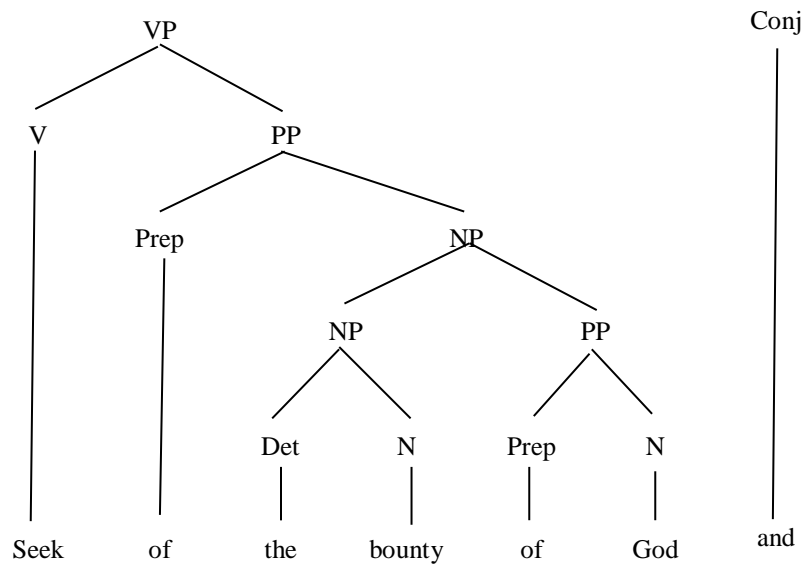 VP Conj
V PP
Prep NP
NP PP
Det N Prep N
Seek of the bounty of God and